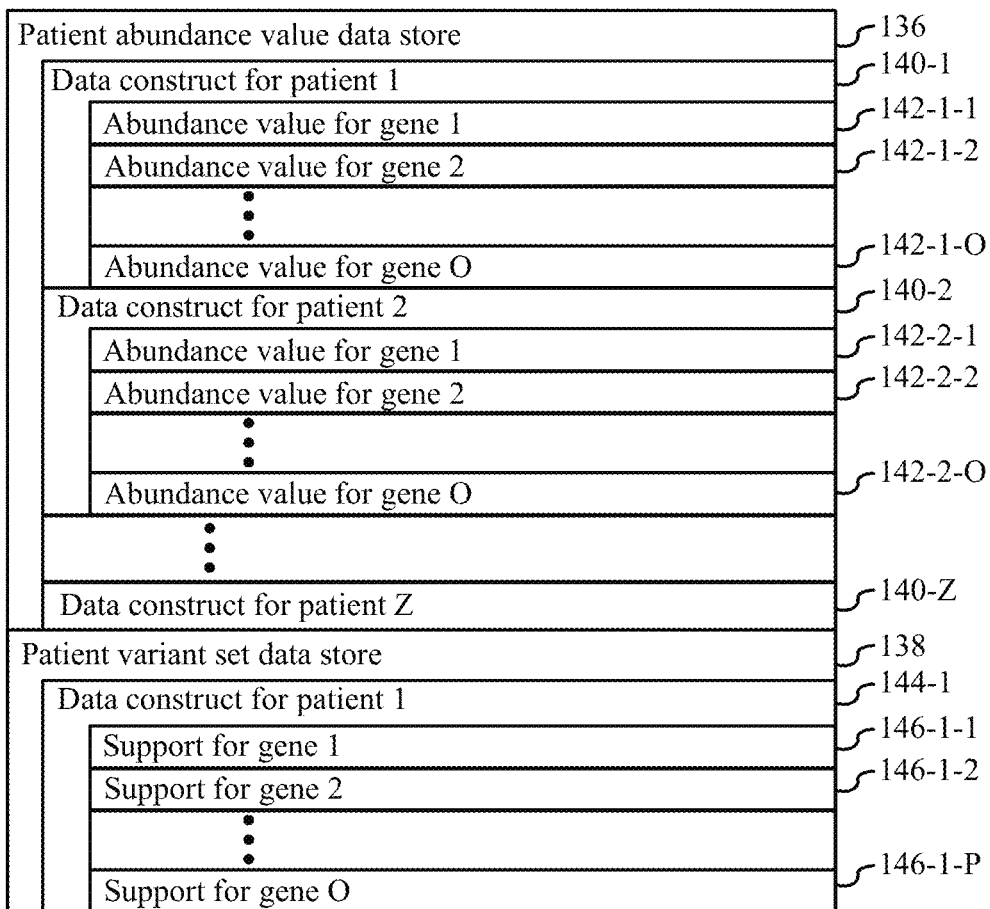 Patient abundance value data store 136
Data construct for patient 1 140-1
Abundance value for gene 1 142-1-1
Abundance value for gene 2 142-1-2
Abundance value for gene O 142-1-O
Data construct for patient 2 140-2
Abundance value for gene 1 142-2-1
Abundance value for gene 2 142-2-2
Abundance value for gene O 142-2-O
Data construct for patient Z 140-Z
Patient variant set data store 138
Data construct for patient 1 144-1
Support for gene 1 146-1-1
Support for gene 2 146-1-2
Support for gene O 146-1-P